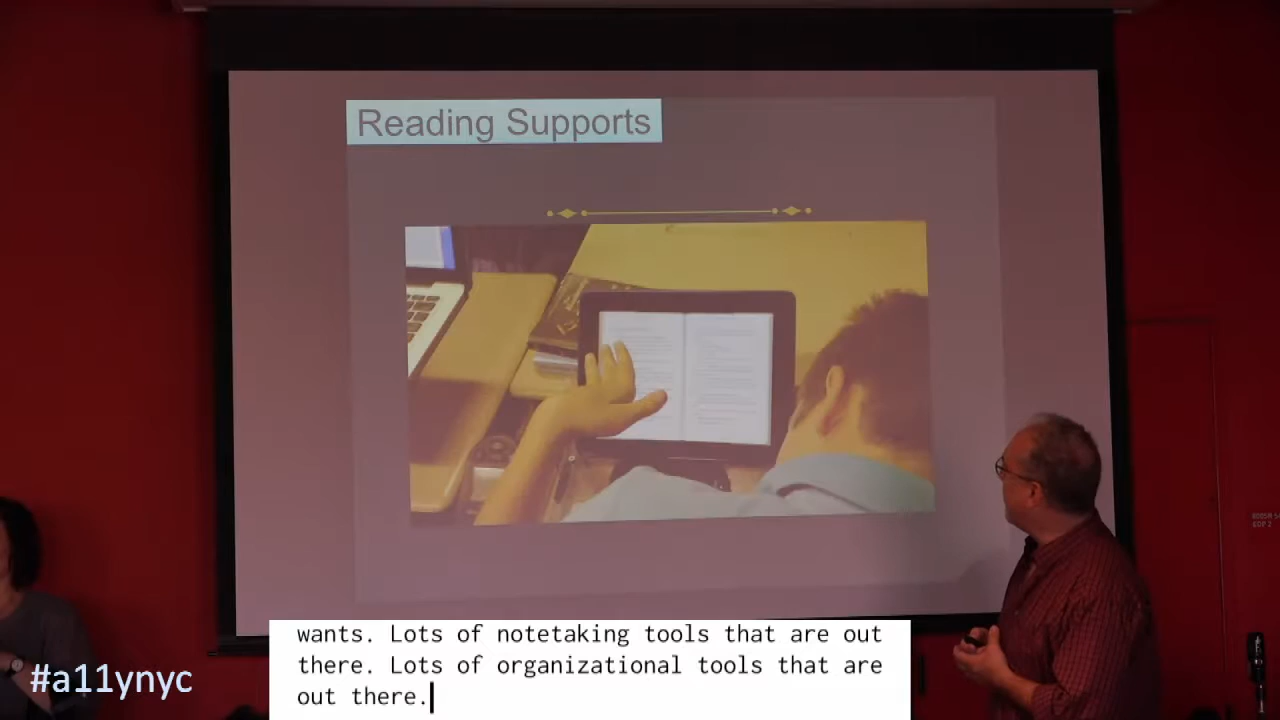 Reading Supports
wants. Lots of notetaking tools that are out
there. Lots of organizational tools that are
out there.
#a11ynyc